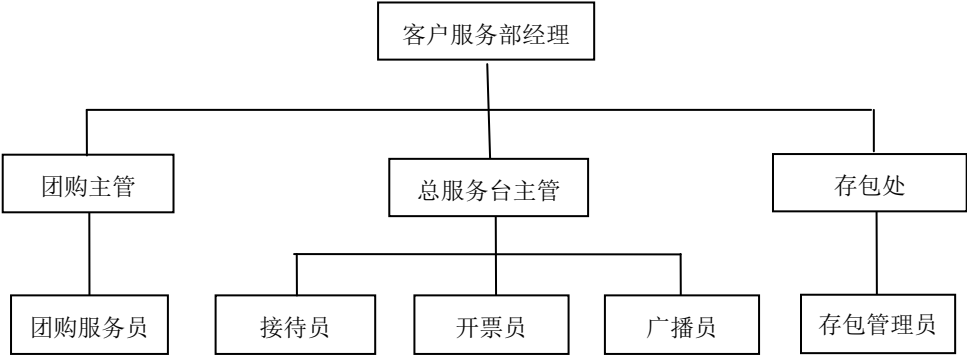 客户服务部经理
团购主管
总服务台主管
存包处
团购服务员
接待员
开票员
广播员
存包管理员